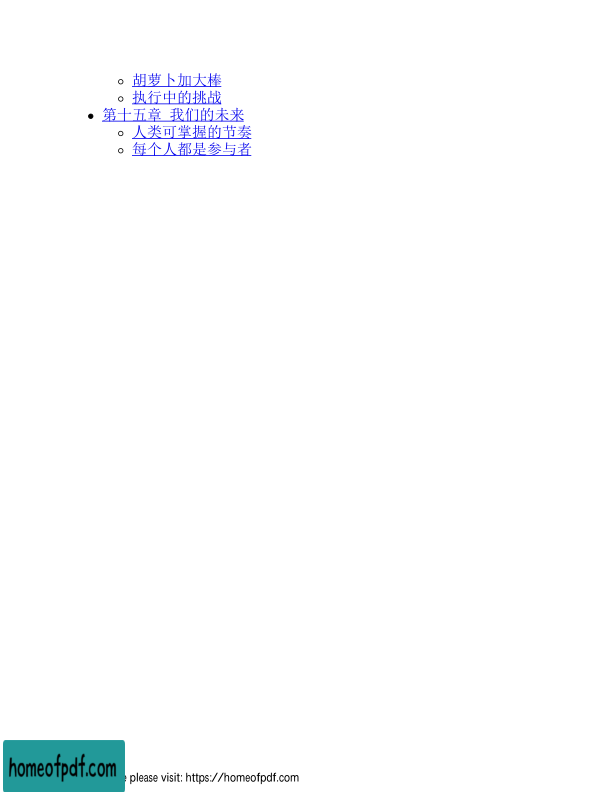 胡萝卜加大棒
执行中的挑战
第十五章 我们的未来
人类可掌握的节奏
每个人都是参与者
homeofpdf.com
please visit: https://homeofpdf.com